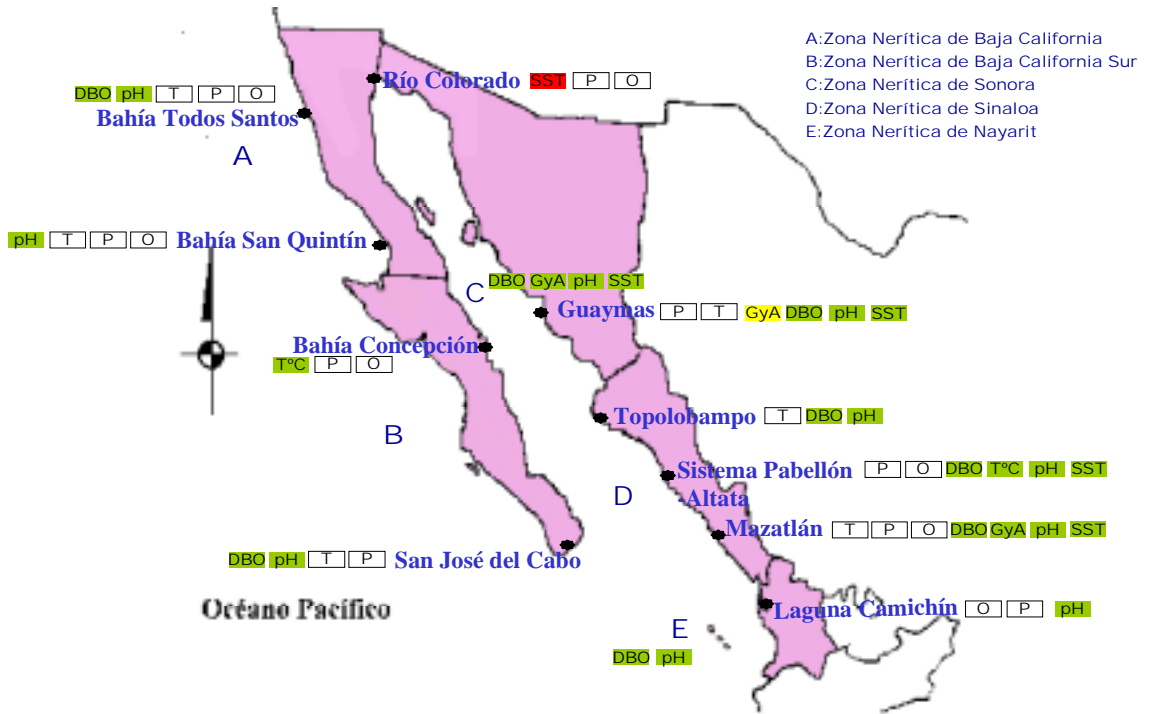 A:Zona Nerítica de Baja California
B:Zona Nerítica de Baja California Sur
C:Zona Nerítica de Sonora
D:Zona Nerítica de Sinaloa
E:Zona Nerítica de Nayarit
Río Colorado SST P O
DBO pH T P O
Bahía Todos Santos
A
pH T P O Bahía San Quintín
C DBO GyA pH SST
Guaymas P T GyA DBO pH SST
Bahía Concepción
TºC P O
Topolobampo T DBO pH
B
Sistema Pabellón P O DBO TºC pH SST
-Altata
D
Mazatlán T P O DBO GyA pH SST
DBO pH T P San José del Cabo
Océano Pacífico
Laguna Camichín O P pH
E
DBO pH